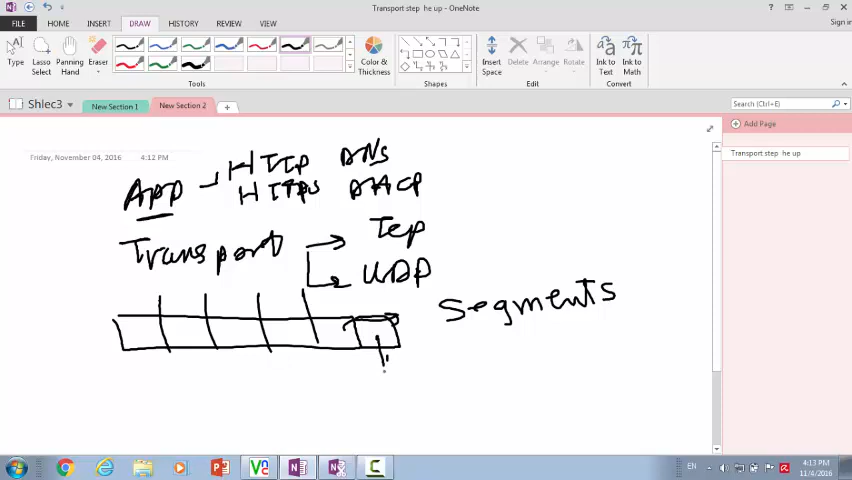 Transport step he up - OneNote
FILE HOME INSERT DRAW HISTORY REVIEW VIEW
Sign in
Type
Lasso Select
Panning Hand
Eraser
Color & Thickness
Insert Space
Delete
Arrange
Rotate
Ink to Text
Ink to Math
Tools
Shapes
Edit
Convert
Shlec3
New Section 1
New Section 2
Search (Ctrl+E)
Add Page
Transport step he up
Friday, November 04, 2016 4:12 PM
APP HTTP DNS
HTTPS DHCP
Transport TCP
UDP
segments
EN
4:13 PM
11/4/2016